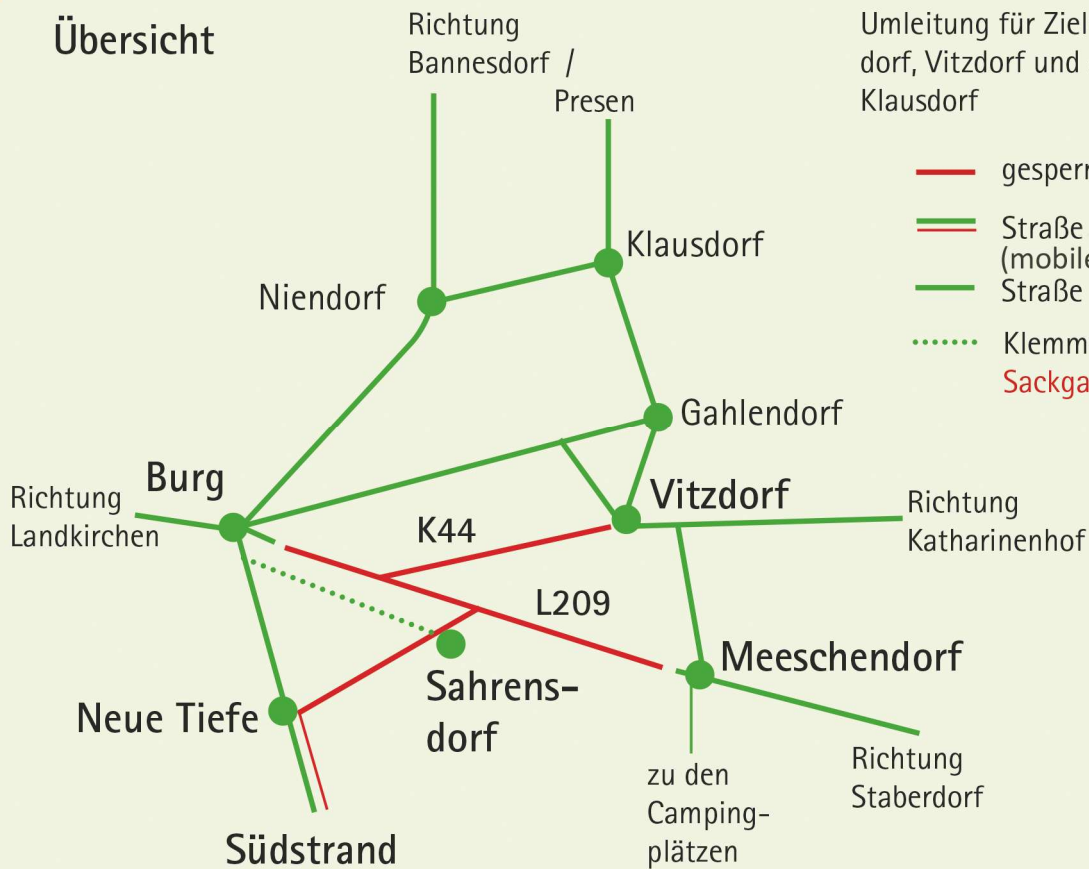 Übersicht
Richtung
Bannesdorf /
Presen
Umleitung für Ziel
dorf, Vitzdorf und
Klausdorf
gesperr
Straße
(mobile
Straße
Klemm
Sackga
Klausdorf
Niendorf
Gahlendorf
Burg
Richtung
Landkirchen
K44
Vitzdorf
Richtung
Katharinenhof
L209
Meeschendorf
Sahrens-
dorf
Neue Tiefe
Richtung
Staberdorf
zu den
Camping-
plätzen
Südstrand